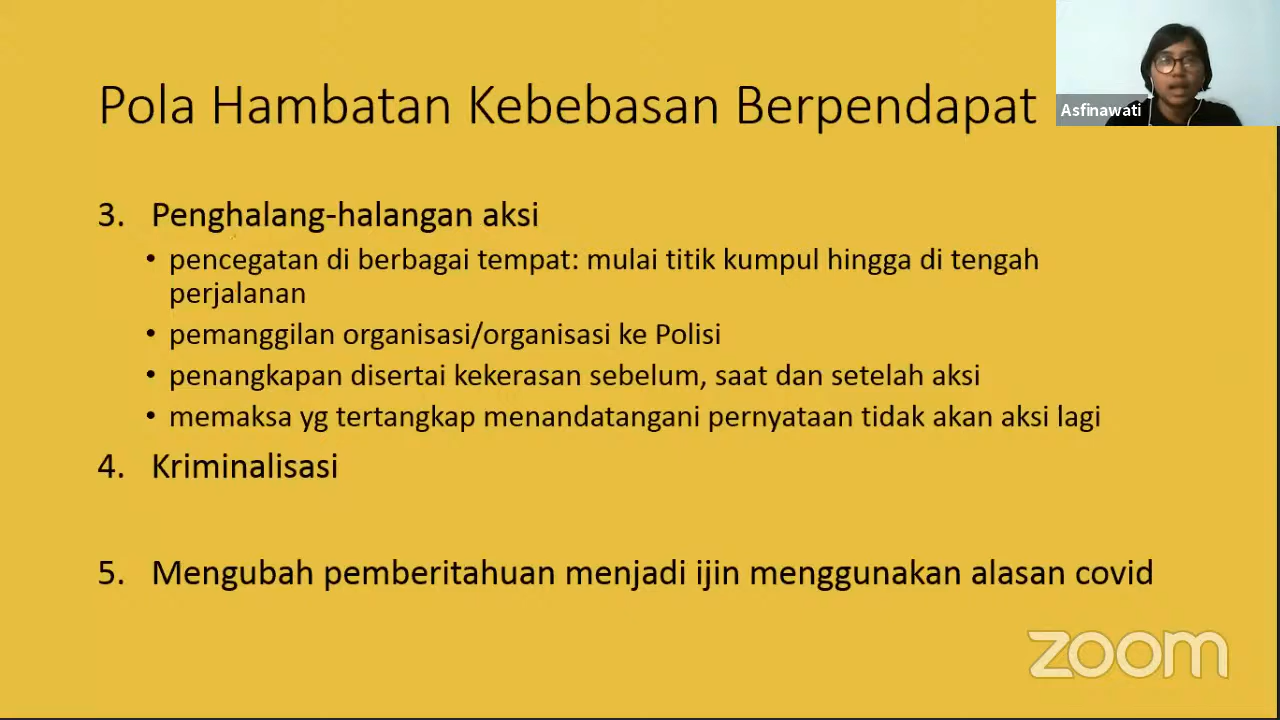 Pola Hambatan Kebebasan Berpendapat
Asfinawati
3. Penghalang-halangan aksi
• pencegatan di berbagai tempat: mulai titik kumpul hingga di tengah
perjalanan
• pemanggilan organisasi/organisasi ke Polisi
• penangkapan disertai kekerasan sebelum, saat dan setelah aksi
• memaksa yg tertangkap menandatangani pernyataan tidak akan aksi lagi
4. Kriminalisasi
5. Mengubah pemberitahuan menjadi ijin menggunakan alasan covid
zoom